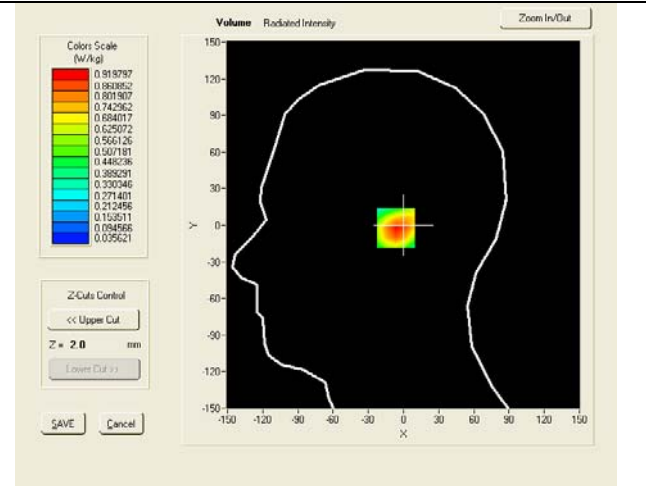 Volume Radiated Intensity
Zoom In/Out
Colors Scale
(W/kg)
0.919797
0.860852
0.801907
0.742962
0.684017
0.625072
0.566126
0.507181
0.448236
0.389291
0.330346
0.271401
0.212456
0.153511
0.094566
0.035621
Z-Cuts Control
<< Upper Cut
Z = 2.0 mm
Lower Cut >>
SAVE Cancel
150-
120-
90-
60-
30-
0-
-30-
-60-
-90-
-120-
-150-
Y
-150 -120 -90 -60 -30 0 30 60 90 120 150
X